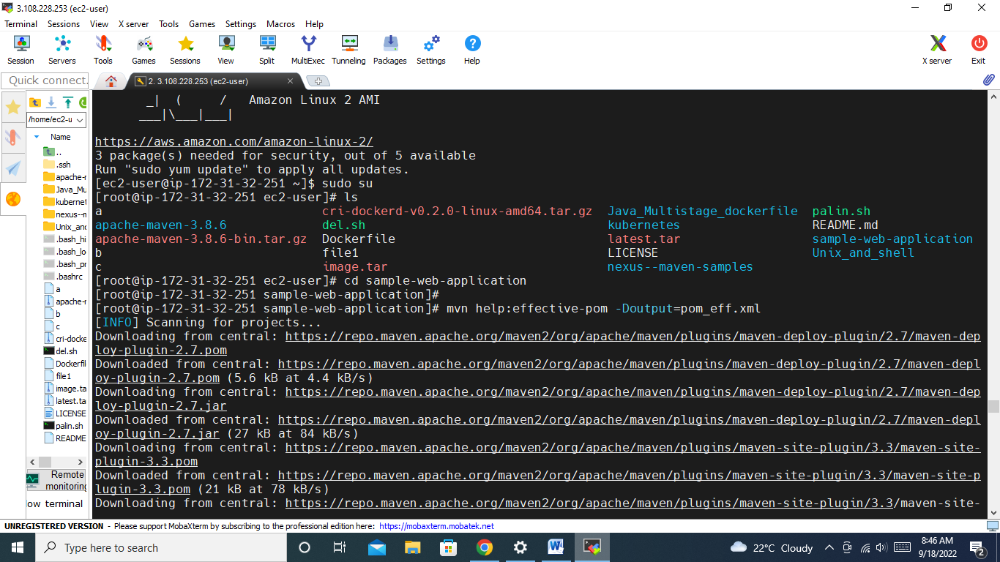 3.108.228.253 (ec2-user)
Terminal Sessions View X server Tools Games Settings Macros Help
Session Servers Tools Games Sessions View Split MultiExec Tunneling Packages Settings Help X server Exit
Quick connect.
2. 3.108.228.253 (ec2-user)
/home/ec2-u
Name
..
.ssh
apache-r
Java_Mu
kubernet
nexus--m
Unix_and
.bash_hi
.bash_lo
.bash_pr
.bashrc
a
apache-r
b
c
cri-docke
del.sh
Dockerfil
file1
image.ta
latest.ta
LICENSE
palin.sh
README
Remote
monitoring
low terminal
_| ( / Amazon Linux 2 AMI
___|\___|___|
https://aws.amazon.com/amazon-linux-2/
3 package(s) needed for security, out of 5 available
Run "sudo yum update" to apply all updates.
[ec2-user@ip-172-31-32-251 ~]$ sudo su
[root@ip-172-31-32-251 ec2-user]# ls
a cri-dockerd-v0.2.0-linux-amd64.tar.gz Java_Multistage_dockerfile palin.sh
apache-maven-3.8.6 del.sh kubernetes README.md
apache-maven-3.8.6-bin.tar.gz Dockerfile latest.tar sample-web-application
b file1 LICENSE Unix_and_shell
c image.tar nexus--maven-samples
[root@ip-172-31-32-251 ec2-user]# cd sample-web-application
[root@ip-172-31-32-251 sample-web-application]#
[root@ip-172-31-32-251 sample-web-application]# mvn help:effective-pom -Doutput=pom_eff.xml
[INFO] Scanning for projects...
Downloading from central: https://repo.maven.apache.org/maven2/org/apache/maven/plugins/maven-deploy-plugin/2.7/maven-dep
loy-plugin-2.7.pom
Downloaded from central: https://repo.maven.apache.org/maven2/org/apache/maven/plugins/maven-deploy-plugin/2.7/maven-depl
oy-plugin-2.7.pom (5.6 kB at 4.4 kB/s)
Downloading from central: https://repo.maven.apache.org/maven2/org/apache/maven/plugins/maven-deploy-plugin/2.7/maven-dep
loy-plugin-2.7.jar
Downloaded from central: https://repo.maven.apache.org/maven2/org/apache/maven/plugins/maven-deploy-plugin/2.7/maven-depl
oy-plugin-2.7.jar (27 kB at 84 kB/s)
Downloading from central: https://repo.maven.apache.org/maven2/org/apache/maven/plugins/maven-site-plugin/3.3/maven-site-
plugin-3.3.pom
Downloaded from central: https://repo.maven.apache.org/maven2/org/apache/maven/plugins/maven-site-plugin/3.3/maven-site-p
lugin-3.3.pom (21 kB at 78 kB/s)
Downloading from central: https://repo.maven.apache.org/maven2/org/apache/maven/plugins/maven-site-plugin/3.3/maven-site-
UNREGISTERED VERSION - Please support MobaXterm by subscribing to the professional edition here: https://mobaxterm.mobatek.net
Type here to search
22°C Cloudy
8:46 AM
9/18/2022
2